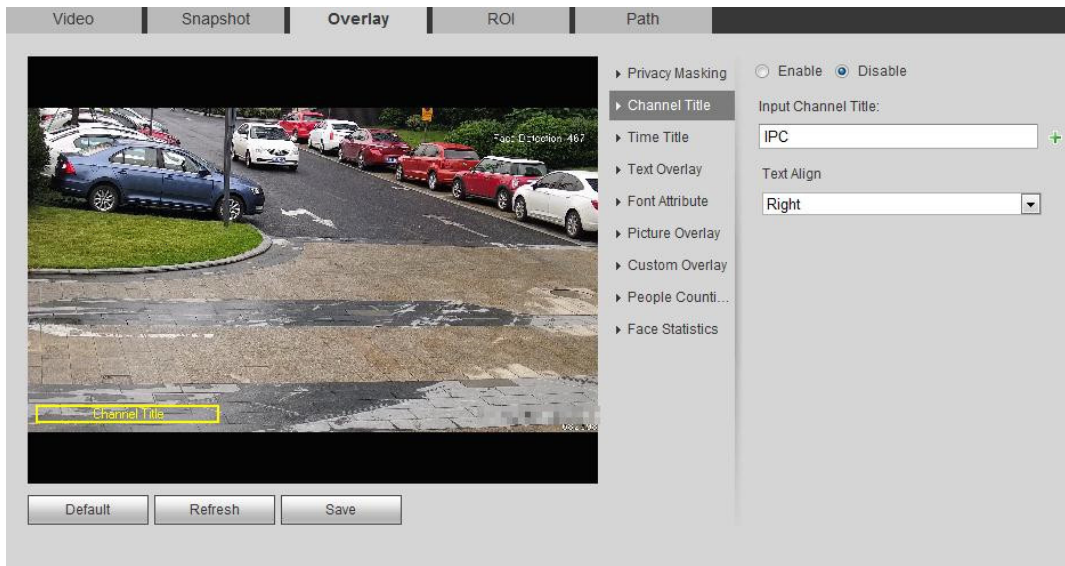 Video
Snapshot
Overlay
ROI
Path
Face Detection 467
Channel Title
Privacy Masking
Channel Title
Time Title
Text Overlay
Font Attribute
Picture Overlay
Custom Overlay
People Counti...
Face Statistics
Enable
Disable
Input Channel Title:
IPC
Text Align
Right
Default
Refresh
Save